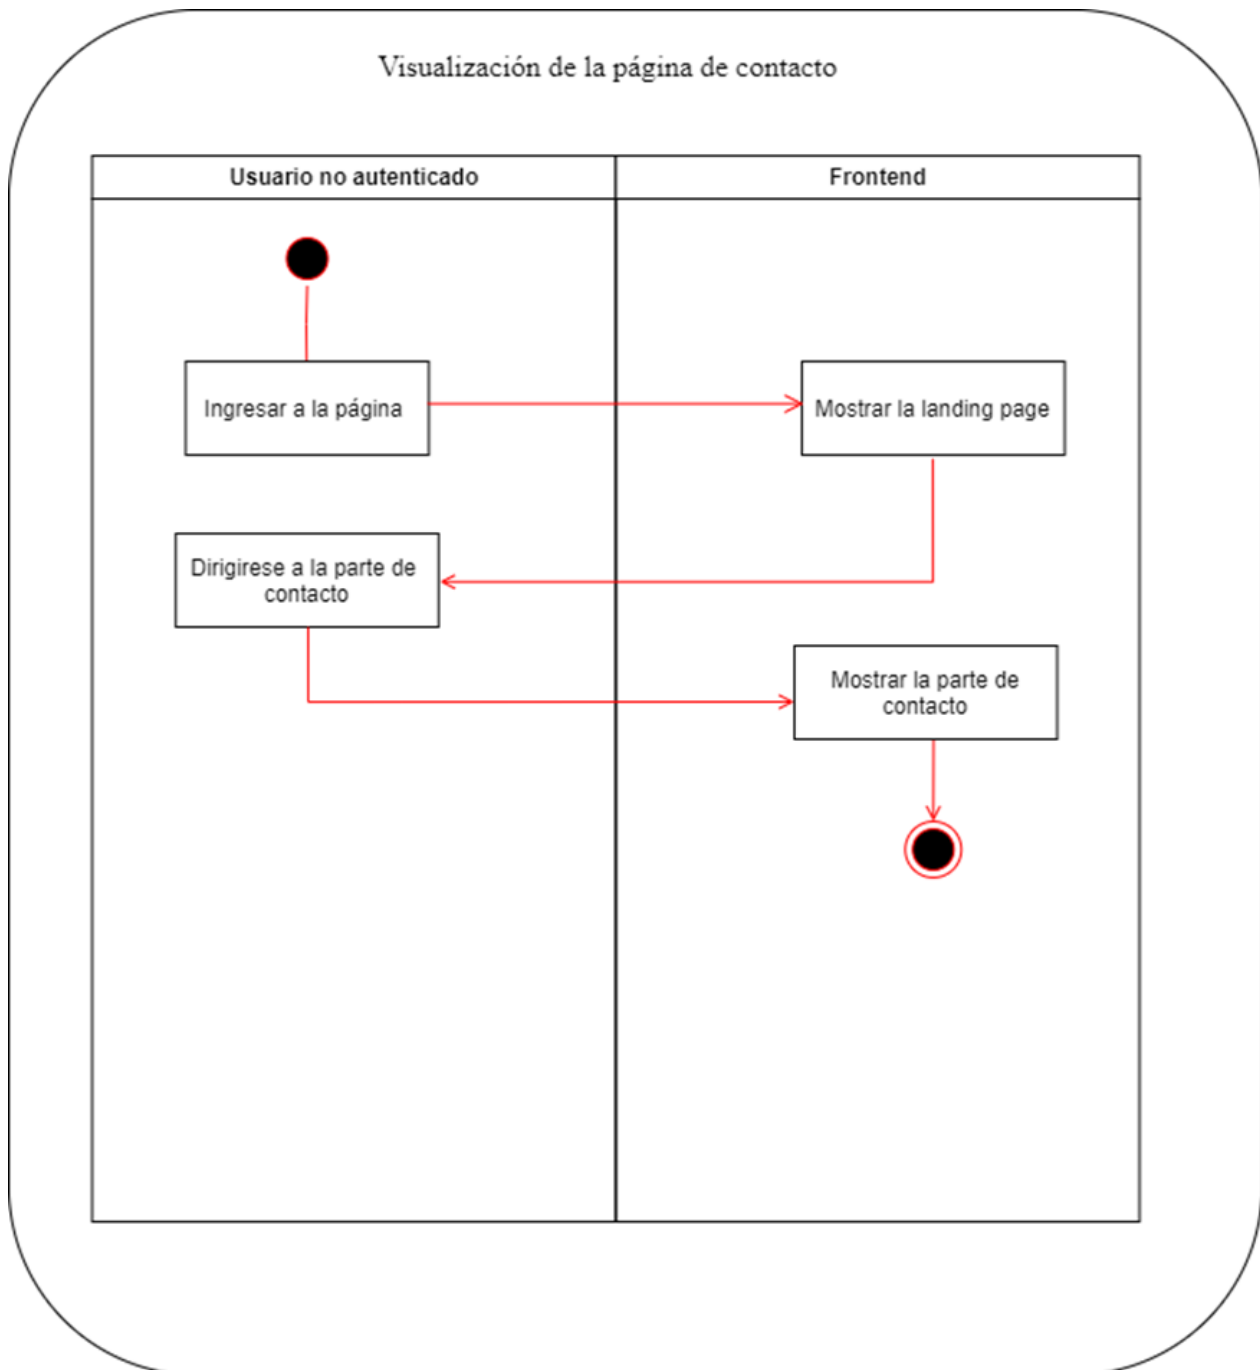 Visualización de la página de contacto
Usuario no autenticado
Frontend
Ingresar a la página
Mostrar la landing page
Dirigirese a la parte de
contacto
Mostrar la parte de
contacto